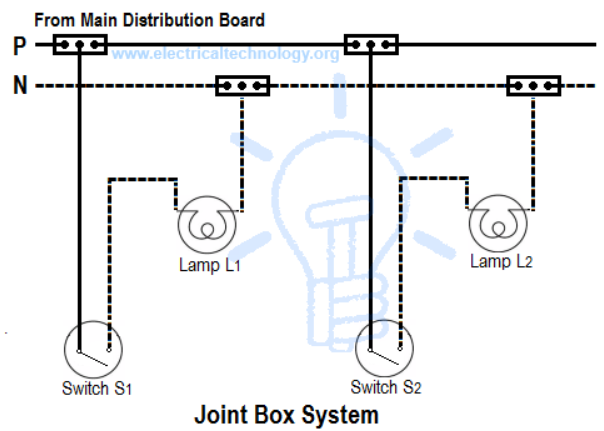 From Main Distribution Board
P
www.electricaltechnology.org
N
Lamp L1
Lamp L2
Switch S1
Switch S2
Joint Box System